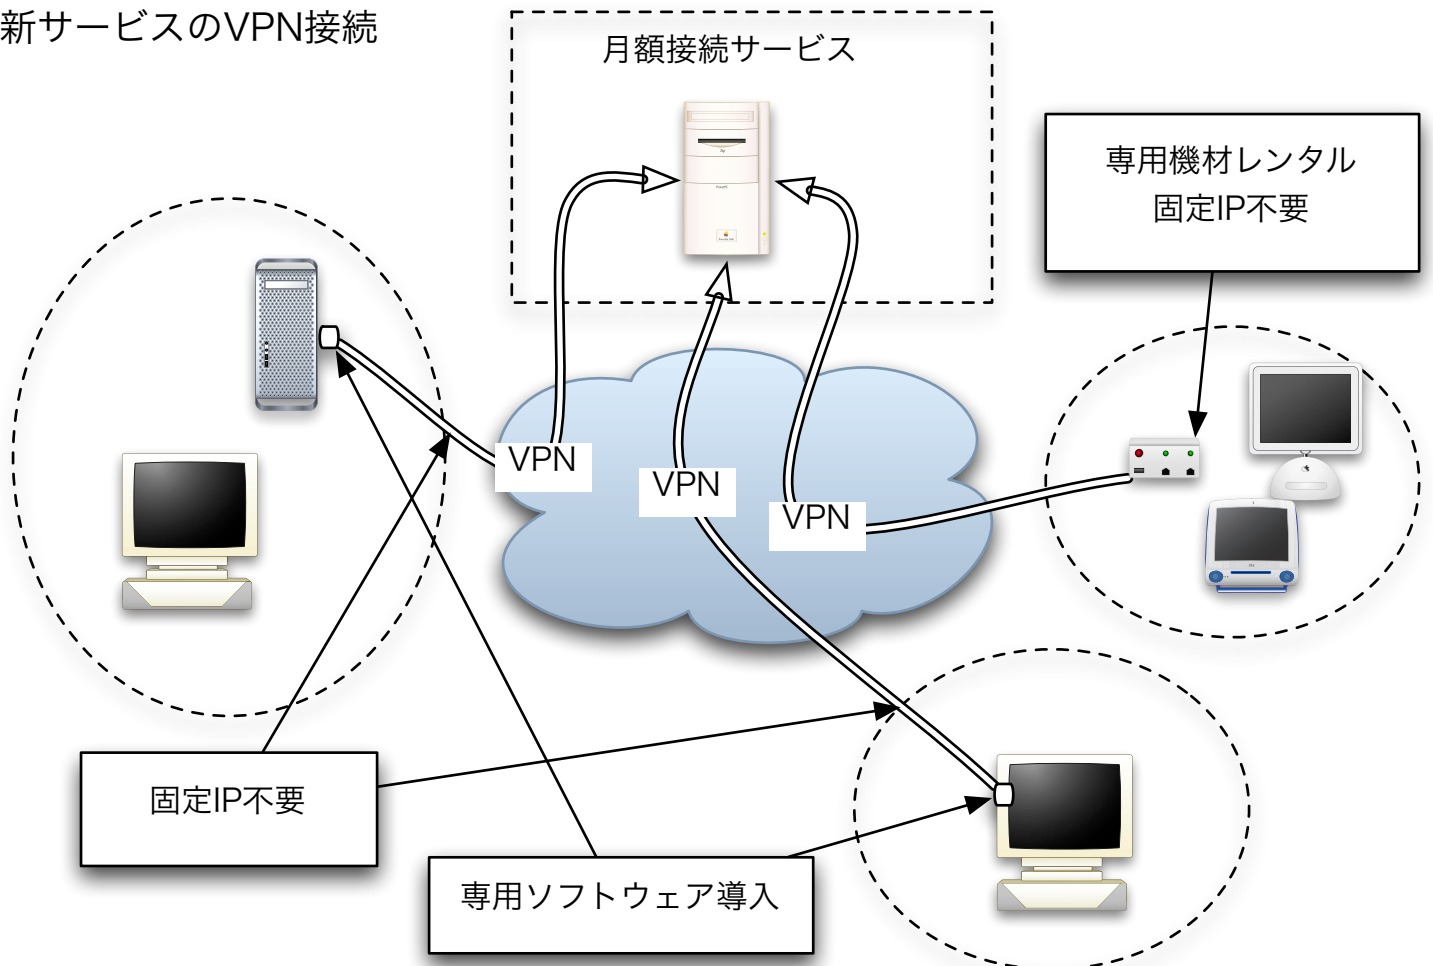 新サービスのVPN接続
月額接続サービス
専用機材レンタル
固定IP不要
VPN
VPN
VPN
固定IP不要
専用ソフトウェア導入